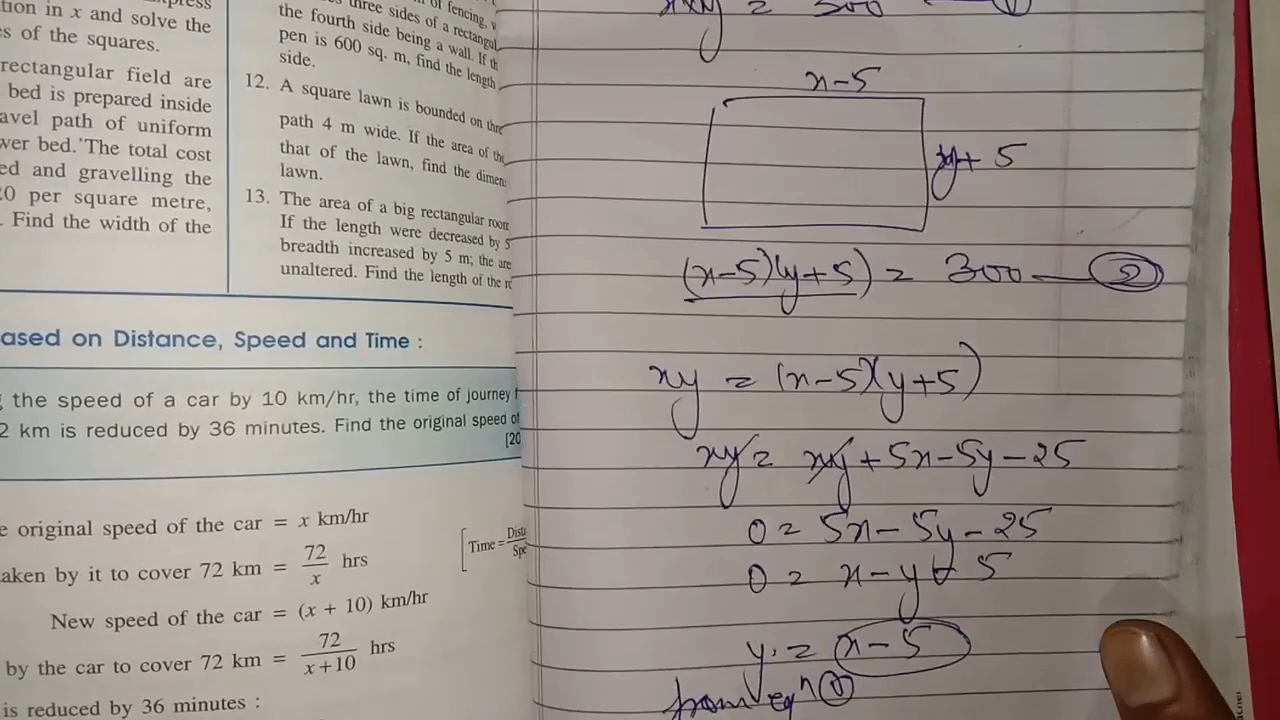 tion in x and solve the
s of the squares.
rectangular field are
bed is prepared inside
avel path of uniform
wer bed. The total cost
ed and gravelling the
0 per square metre,
. Find the width of the
of fencing,
three sides of a rectangul
the fourth side being a wall. If th
pen is 600 sq. m, find the length
side.
12. A square lawn is bounded on thre
path 4 m wide. If the area of the
that of the lawn, find the dimen
lawn.
13. The area of a big rectangular room
If the length were decreased by 5
breadth increased by 5 m; the are
unaltered. Find the length of the r
ased on Distance, Speed and Time :
the speed of a car by 10 km/hr, the time of journey f
2 km is reduced by 36 minutes. Find the original speed of
[20
e original speed of the car = x km/hr
aken by it to cover 72 km = 72/x hrs
[Time = Dista/Spe
New speed of the car = (x + 10) km/hr
by the car to cover 72 km = 72/x+10 hrs
is reduced by 36 minutes :
= 300 — 1
x-5
y+ 5
(x-5)(y+5) = 300 — 2
xy = (x-5)(y+5)
xy = xy + 5x-5y-25
0 = 5x-5y-25
0 = x-y-5
y = x-5
from eqn 1